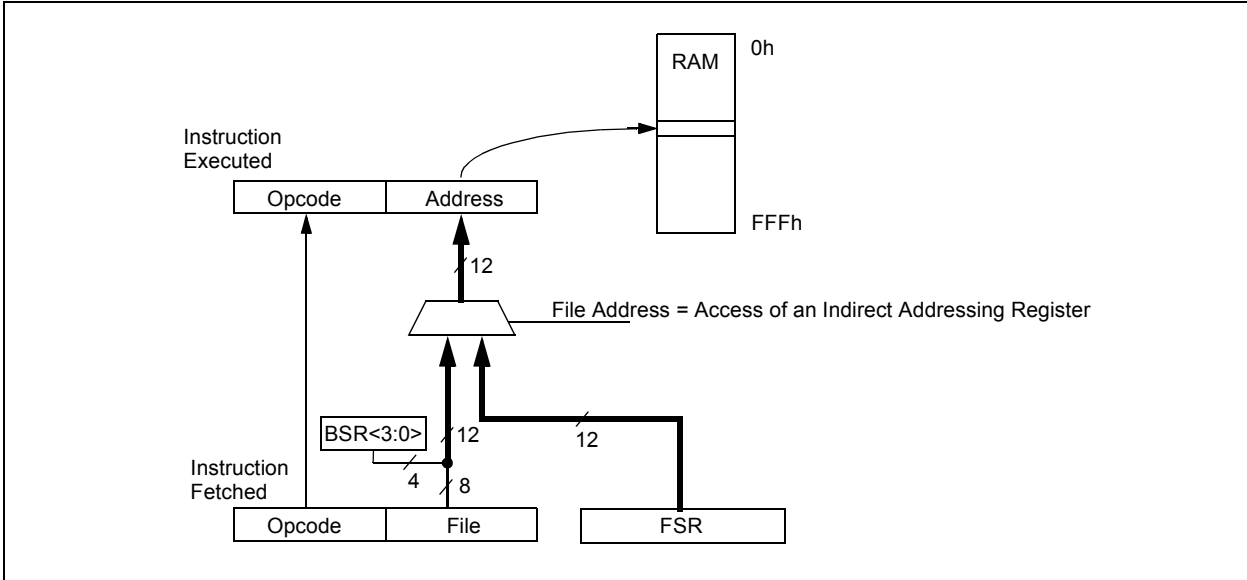 RAM
0h
Instruction
Executed
Opcode
Address
FFFh
12
File Address = Access of an Indirect Addressing Register
BSR<3:0>
12
12
4
8
Instruction
Fetched
Opcode
File
FSR